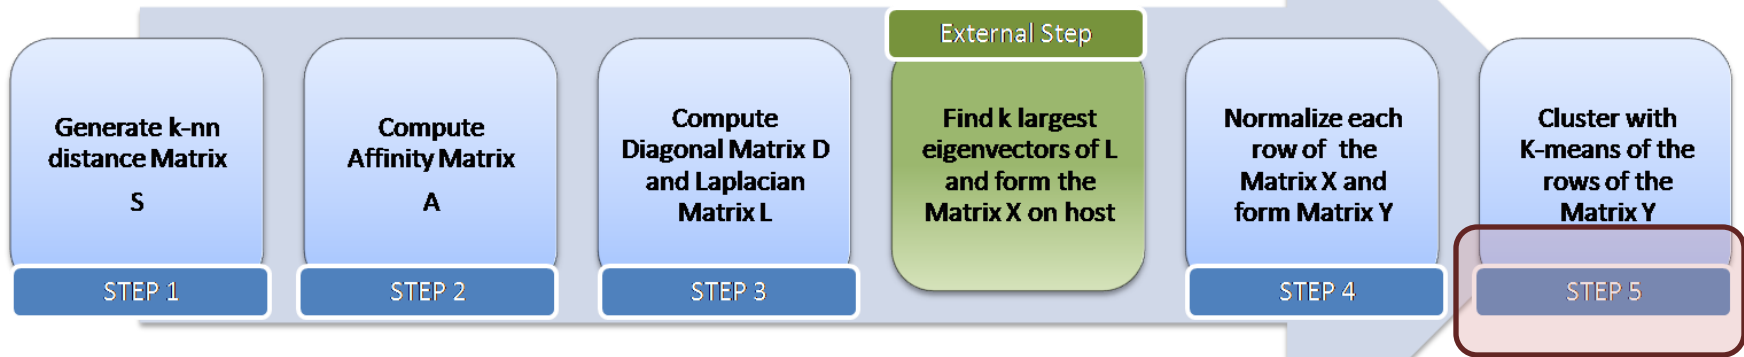 External Step
Generate k-nn
distance Matrix
S
STEP 1
Compute
Affinity Matrix
A
STEP 2
Compute
Diagonal Matrix D
and Laplacian
Matrix L
STEP 3
Find k largest
eigenvectors of L
and form the
Matrix X on host
Normalize each
row of the
Matrix X and
form Matrix Y
STEP 4
Cluster with
K-means of the
rows of the
Matrix Y
STEP 5